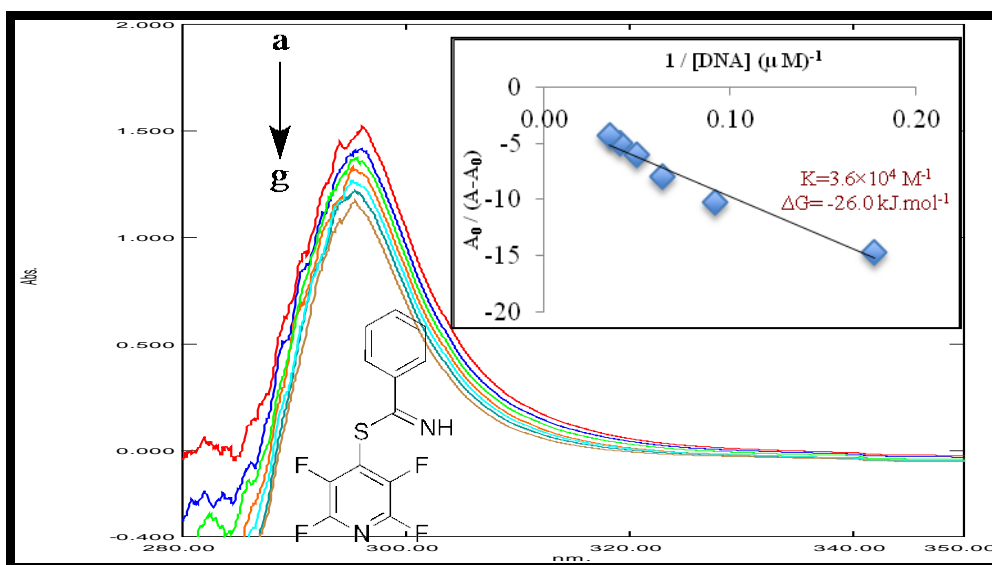 2.000
1.500
1.000
0.500
0.000
-0.400
Abs.
280.00
300.00
320.00
340.00
350.00
nm.
a
g
S
NH
F
F
F
F
N
1 / [DNA] (µ M)⁻¹
0
-5
-10
-15
-20
0.00
0.10
0.20
A₀ / (A-A₀)
K=3.6×10⁴ M⁻¹
ΔG= -26.0 kJ.mol⁻¹